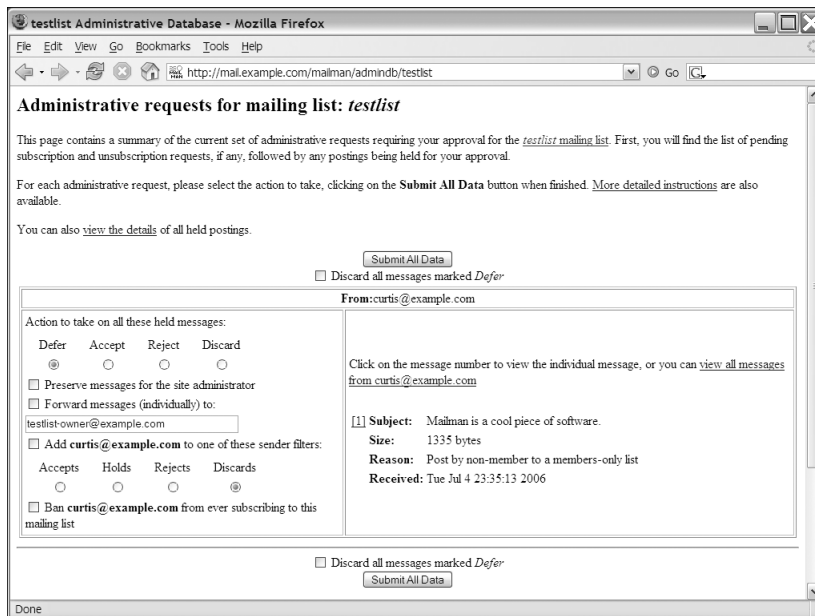 testlist Administrative Database - Mozilla Firefox
File Edit View Go Bookmarks Tools Help
http://mail.example.com/mailman/admindb/testlist Go G
Administrative requests for mailing list: testlist
This page contains a summary of the current set of administrative requests requiring your approval for the testlist mailing list. First, you will find the list of pending
subscription and unsubscription requests, if any, followed by any postings being held for your approval.
For each administrative request, please select the action to take, clicking on the Submit All Data button when finished. More detailed instructions are also
available.
You can also view the details of all held postings.
Submit All Data
Discard all messages marked Defer
From:curtis@example.com
Action to take on all these held messages:
Defer Accept Reject Discard
Preserve messages for the site administrator
Forward messages (individually) to:
testlist-owner@example.com
Add curtis@example.com to one of these sender filters:
Accepts Holds Rejects Discards
Ban curtis@example.com from ever subscribing to this
mailing list
Click on the message number to view the individual message, or you can view all messages
from curtis@example.com
[1] Subject: Mailman is a cool piece of software.
Size: 1335 bytes
Reason: Post by non-member to a members-only list
Received: Tue Jul 4 23:35:13 2006
Discard all messages marked Defer
Submit All Data
Done